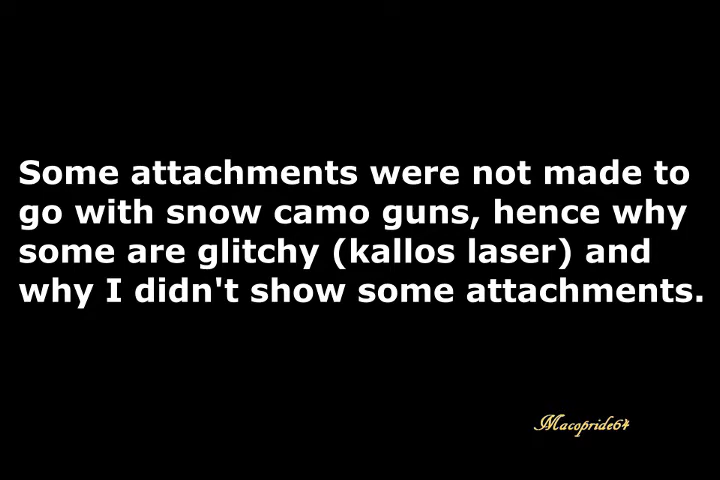 Some attachments were not made to
go with snow camo guns, hence why
some are glitchy (kallos laser) and
why I didn't show some attachments.
Macopride64